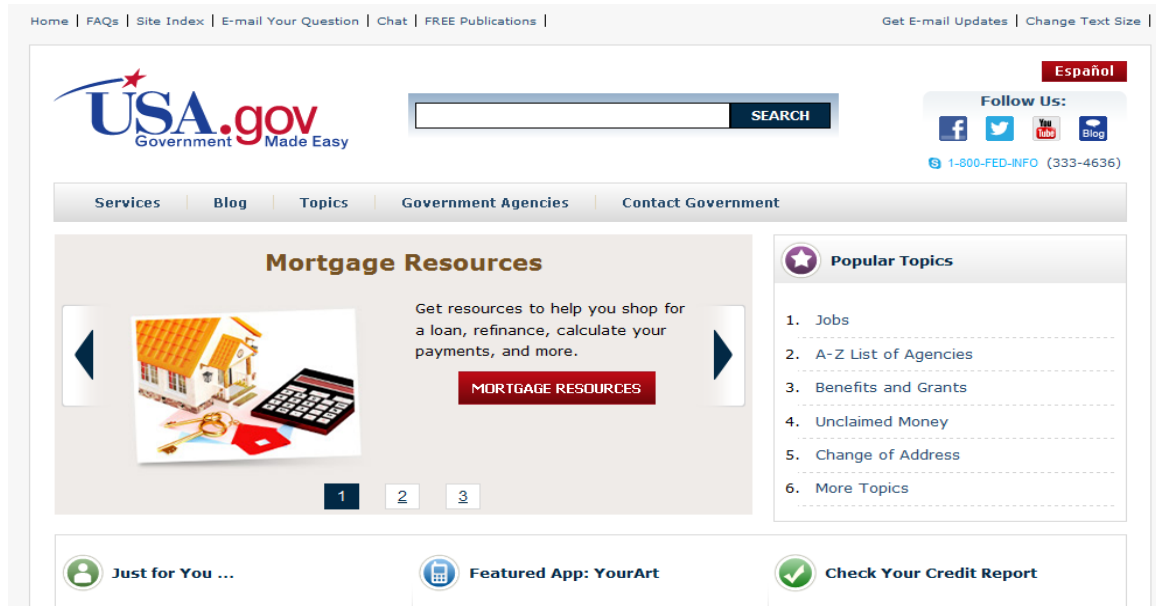 Home | FAQs | Site Index | E-mail Your Question | Chat | FREE Publications |
Get E-mail Updates | Change Text Size |
Español
USA.gov
Government Made Easy
SEARCH
Follow Us:
f
You Tube
Blog
1-800-FED-INFO (333-4636)
Services
Blog
Topics
Government Agencies
Contact Government
Mortgage Resources
Get resources to help you shop for
a loan, refinance, calculate your
payments, and more.
MORTGAGE RESOURCES
1 2 3
Popular Topics
1. Jobs
2. A-Z List of Agencies
3. Benefits and Grants
4. Unclaimed Money
5. Change of Address
6. More Topics
Just for You ...
Featured App: YourArt
Check Your Credit Report